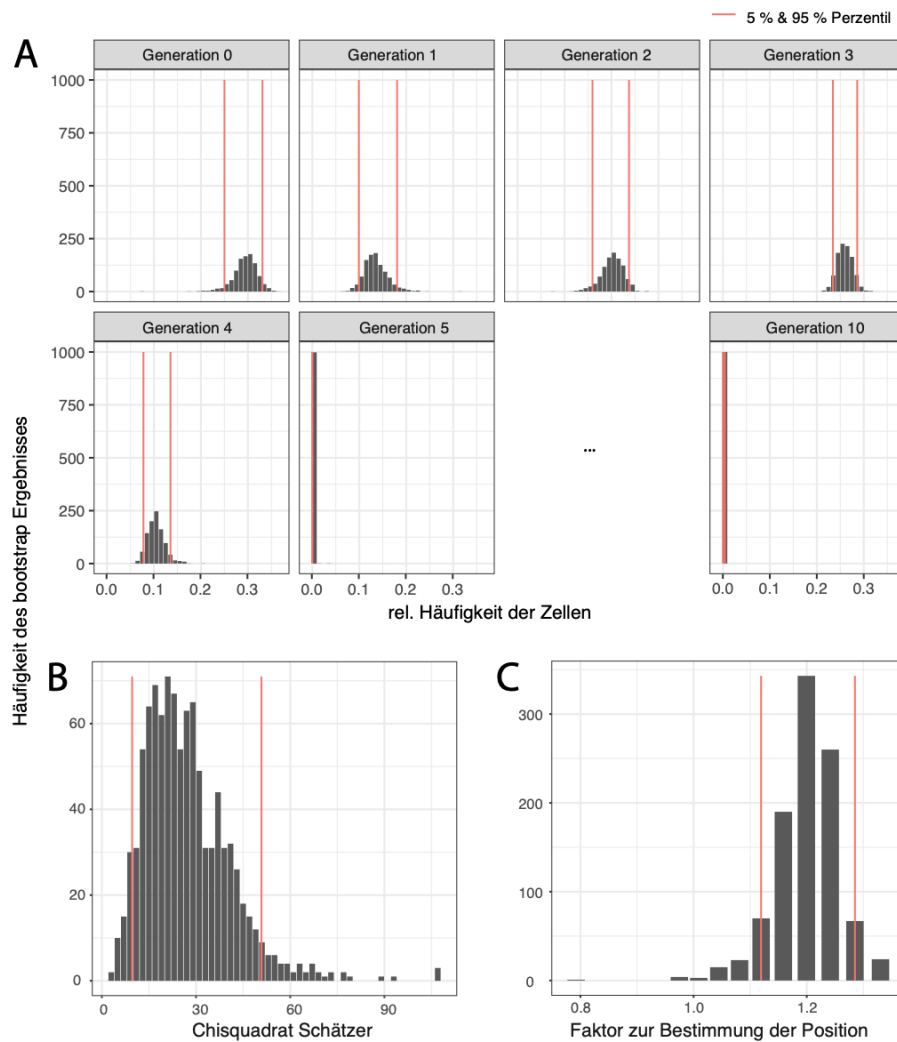 5 % & 95 % Perzentil
A
Generation 0
Generation 1
Generation 2
Generation 3
1000
750
500
250
0
Generation 4
Generation 5
Generation 10
1000
750
500
250
0
...
0.0 0.1 0.2 0.3
0.0 0.1 0.2 0.3
0.0 0.1 0.2 0.3
rel. Häufigkeit der Zellen
Häufigkeit des bootstrap Ergebnisses
B
60
40
20
0
0 30 60 90
Chisquadrat Schätzer
C
300
200
100
0
0.8 1.0 1.2
Faktor zur Bestimmung der Position